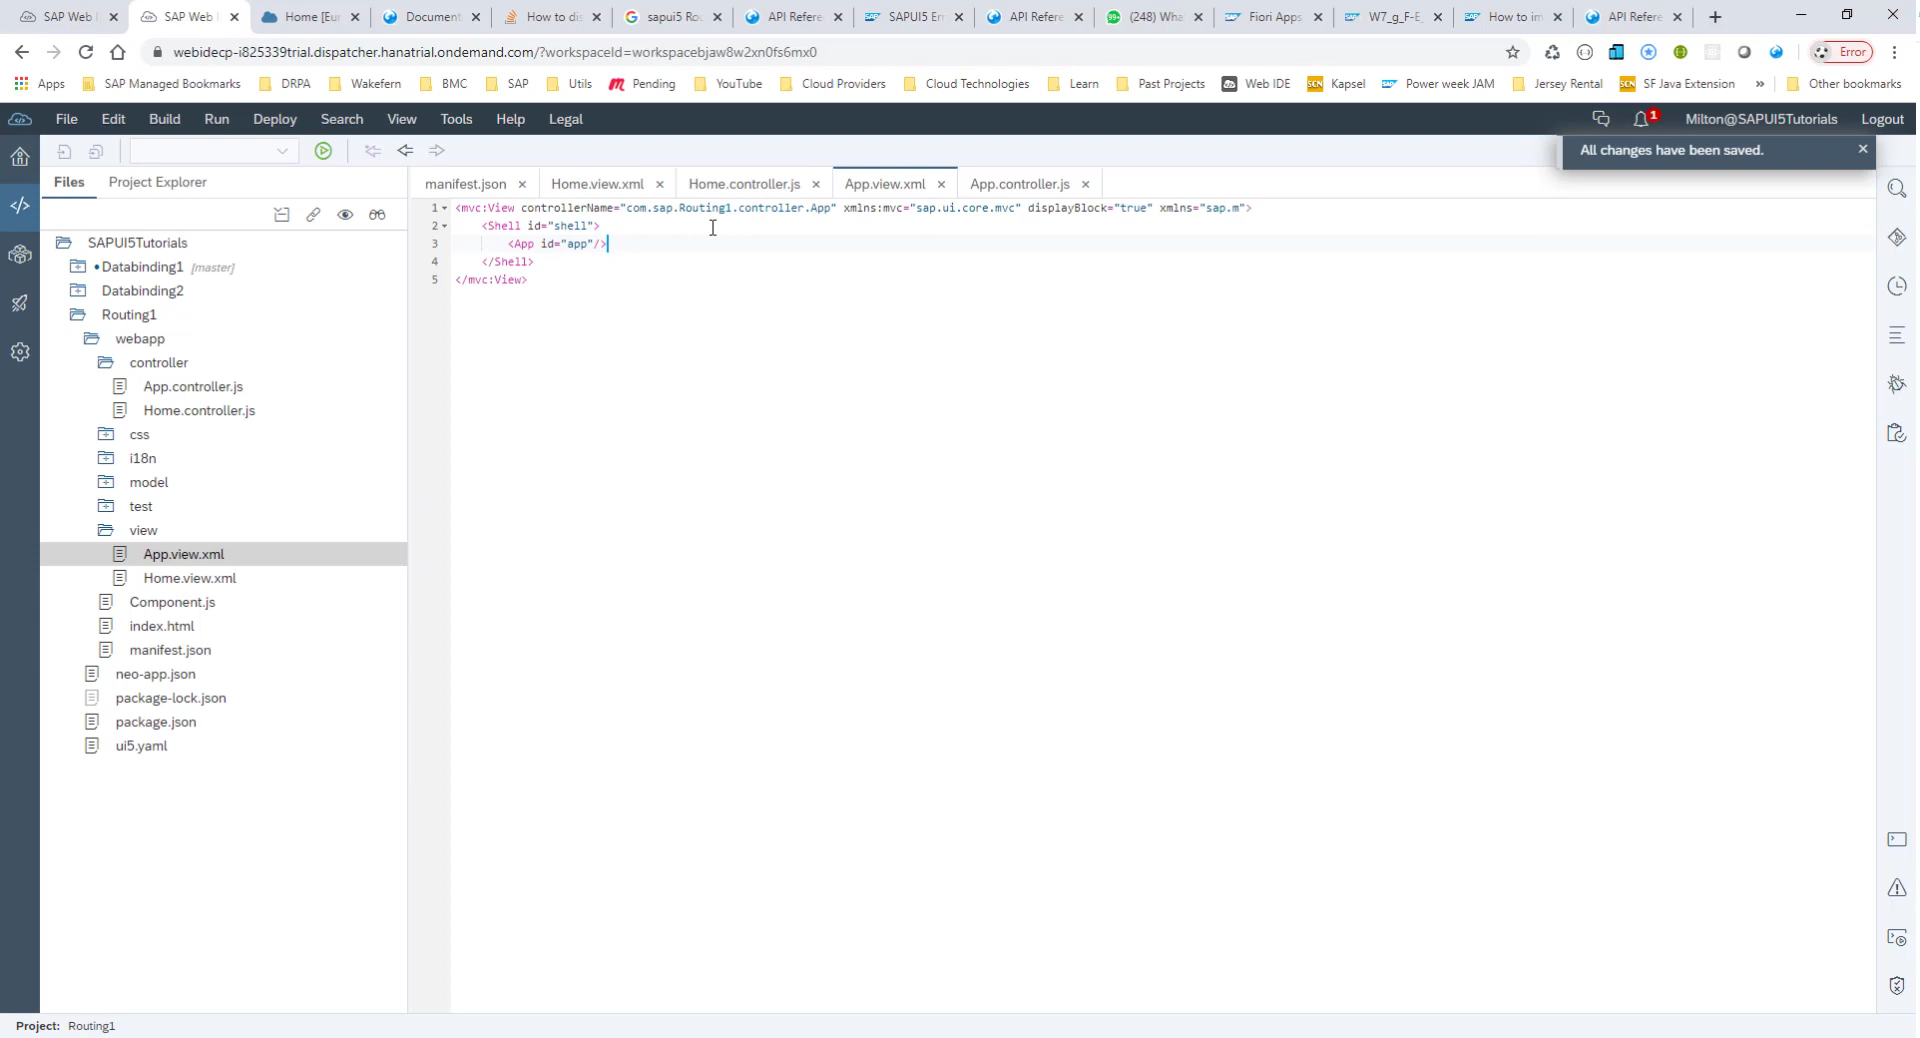 SAP Web I
SAP Web I
Home [Eur
Document
How to dis
sapui5 Rou
API Refere
SAPUI5 Err
API Refere
(248) Wha
Fiori Apps
W7_g_F-E_
How to im
API Refere
webidecp-i825339trial.dispatcher.hanatrial.ondemand.com/?workspaceId=workspacebjaw8w2xn0fs6mx0
Error
Apps SAP Managed Bookmarks DRPA Wakefern BMC SAP Utils Pending YouTube Cloud Providers Cloud Technologies Learn Past Projects Web IDE Kapsel Power week JAM Jersey Rental SF Java Extension » Other bookmarks
File Edit Build Run Deploy Search View Tools Help Legal 1 Milton@SAPUI5Tutorials Logout
All changes have been saved.
Files Project Explorer
manifest.json Home.view.xml Home.controller.js App.view.xml App.controller.js
SAPUI5Tutorials
Databinding1 [master]
Databinding2
Routing1
webapp
controller
App.controller.js
Home.controller.js
css
i18n
model
test
view
App.view.xml
Home.view.xml
Component.js
index.html
manifest.json
neo-app.json
package-lock.json
package.json
ui5.yaml
1 <mvc:View controllerName="com.sap.Routing1.controller.App" xmlns:mvc="sap.ui.core.mvc" displayBlock="true" xmlns="sap.m">
2 <Shell id="shell">
3 <App id="app"/>
4 </Shell>
5 </mvc:View>
Project: Routing1